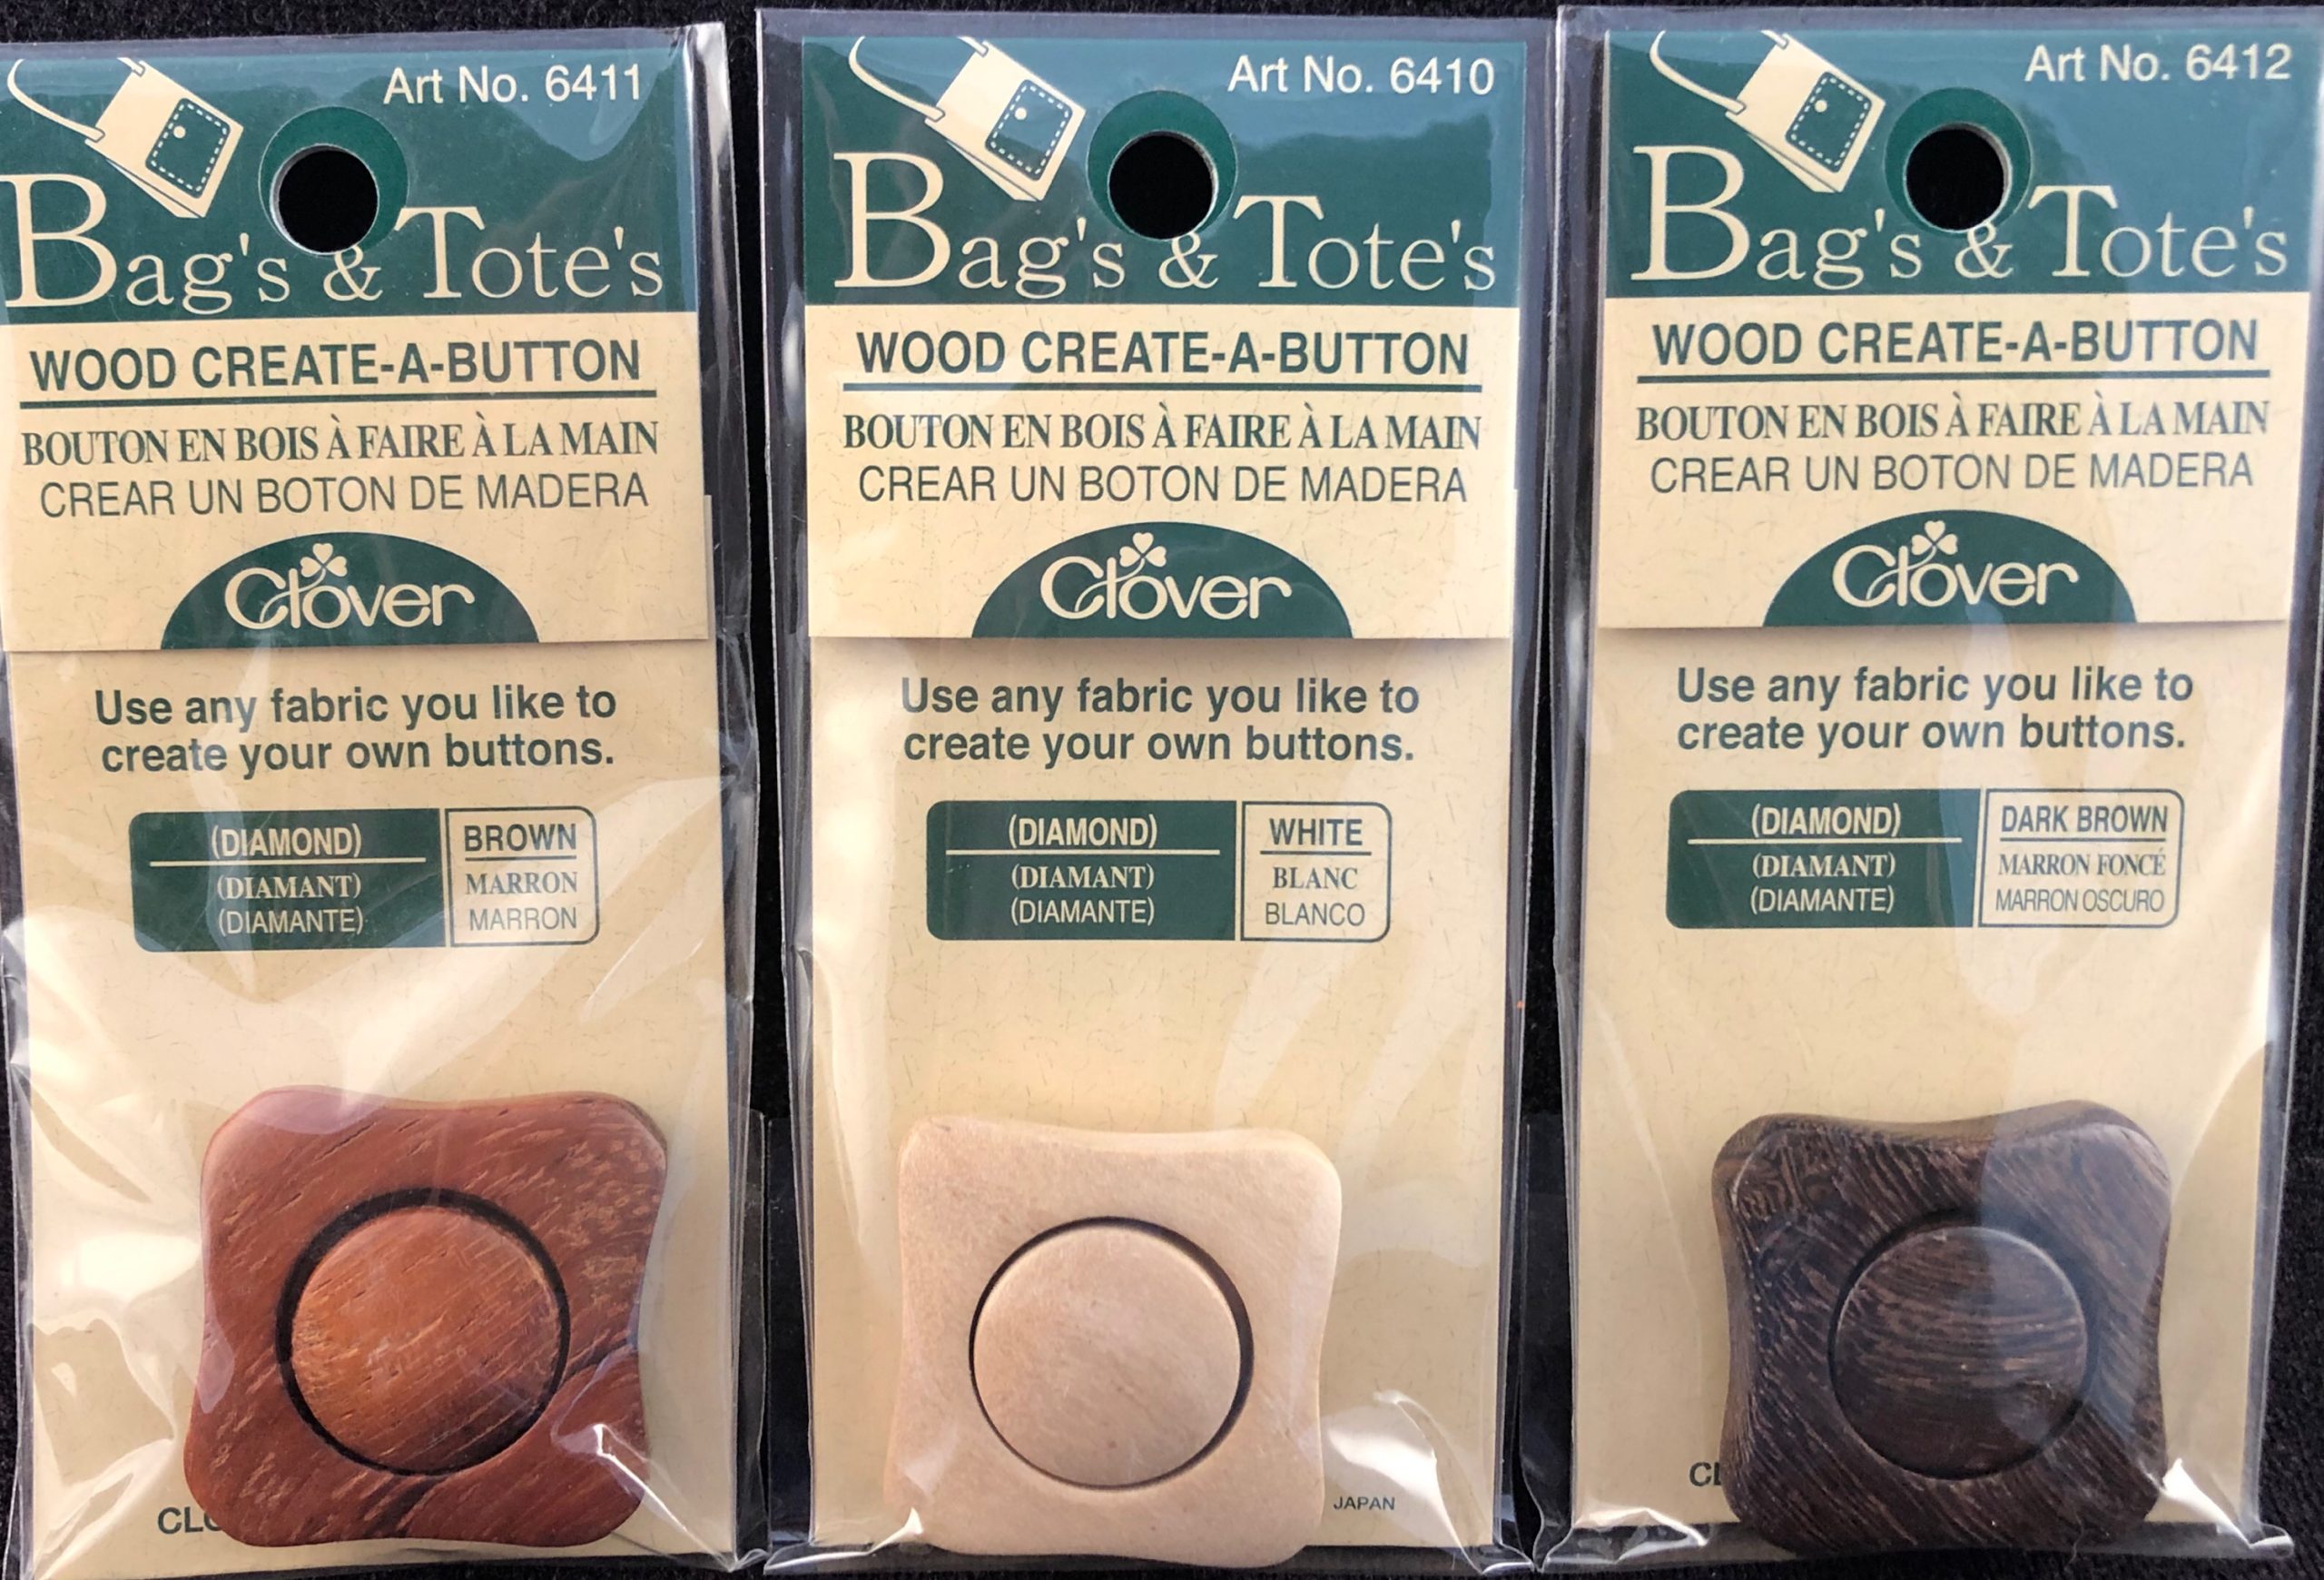 Art No. 6411
Bag's & Tote's
WOOD CREATE-A-BUTTON
BOUTON EN BOIS À FAIRE À LA MAIN
CREAR UN BOTON DE MADERA
Clover
Use any fabric you like to
create your own buttons.
(DIAMOND)
(DIAMANT)
(DIAMANTE)
BROWN
MARRON
MARRON
Art No. 6410
Bag's & Tote's
WOOD CREATE-A-BUTTON
BOUTON EN BOIS À FAIRE À LA MAIN
CREAR UN BOTON DE MADERA
Clover
Use any fabric you like to
create your own buttons.
(DIAMOND)
(DIAMANT)
(DIAMANTE)
WHITE
BLANC
BLANCO
JAPAN
Art No. 6412
Bag's & Tote's
WOOD CREATE-A-BUTTON
BOUTON EN BOIS À FAIRE À LA MAIN
CREAR UN BOTON DE MADERA
Clover
Use any fabric you like to
create your own buttons.
(DIAMOND)
(DIAMANT)
(DIAMANTE)
DARK BROWN
MARRON FONCÉ
MARRON OSCURO